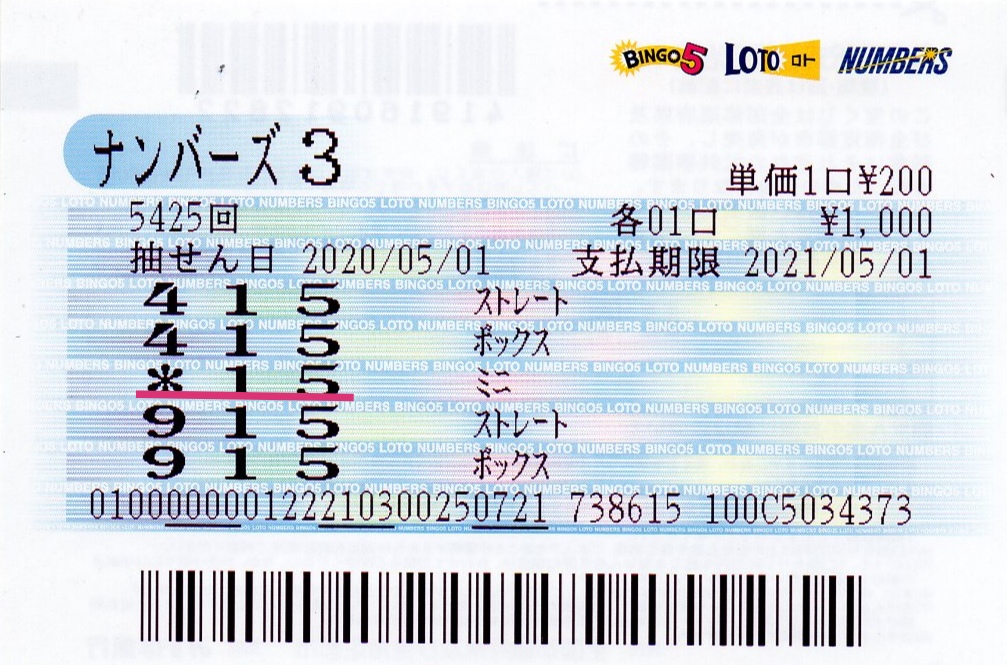 BINGO5 LOTO ロト NUMBERS
ナンバーズ 3
単価1口¥200
5425回 各01口 ¥1,000
抽せん日 2020/05/01 支払期限 2021/05/01
4 1 5 ストレート
4 1 5 ボックス
* 1 5 ミニ
9 1 5 ストレート
9 1 5 ボックス
010000000012221030025​0721 738615 100C5034373